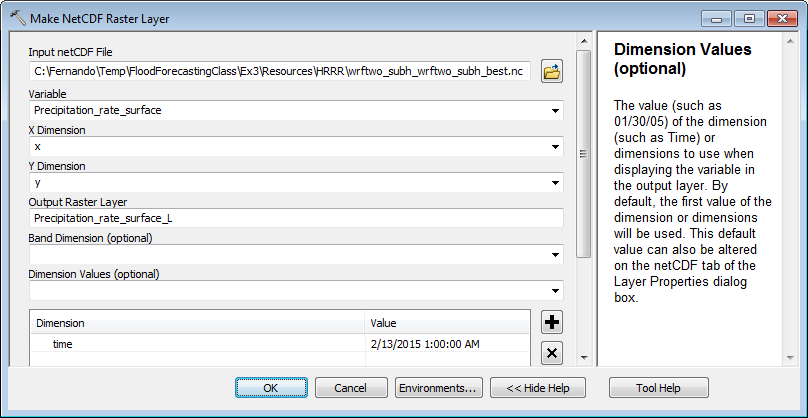 Make NetCDF Raster Layer
Input netCDF File
C:\Fernando\Temp\FloodForecastingClass\Ex3\Resources\HRRR\wrftwo_subh_wrftwo_subh_best.nc
Variable
Precipitation_rate_surface
X Dimension
x
Y Dimension
y
Output Raster Layer
Precipitation_rate_surface_L
Band Dimension (optional)
Dimension Values (optional)
Dimension Value
time 2/13/2015 1:00:00 AM
OK Cancel Environments... << Hide Help Tool Help
Dimension Values
(optional)
The value (such as
01/30/05) of the dimension
(such as Time) or
dimensions to use when
displaying the variable in
the output layer. By
default, the first value of the
dimension or dimensions
will be used. This default
value can also be altered
on the netCDF tab of the
Layer Properties dialog
box.